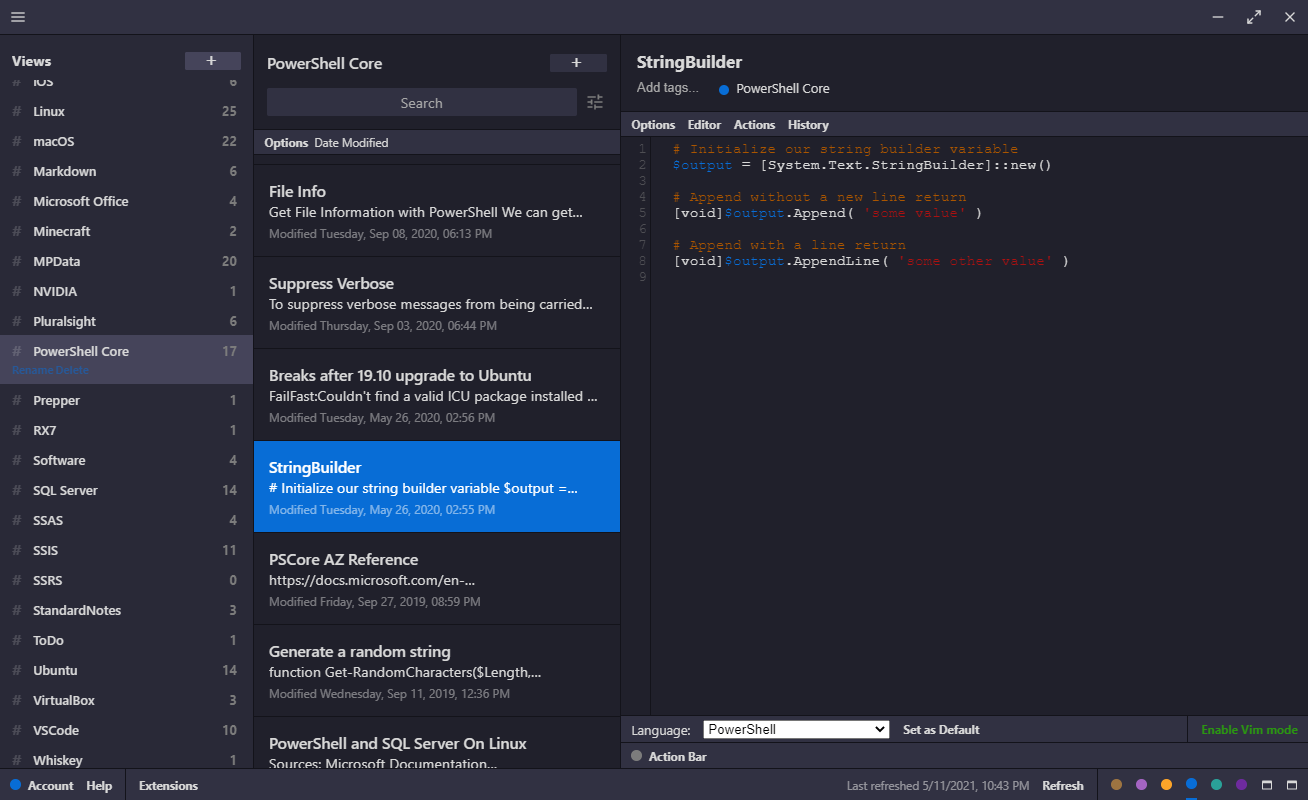 Views
+
# iOS 6
# Linux 25
# macOS 22
# Markdown 6
# Microsoft Office 4
# Minecraft 2
# MPData 20
# NVIDIA 1
# Pluralsight 6
# PowerShell Core 17
Rename Delete
# Prepper 1
# RX7 1
# Software 4
# SQL Server 14
# SSAS 4
# SSIS 11
# SSRS 0
# StandardNotes 3
# ToDo 1
# Ubuntu 14
# VirtualBox 3
# VSCode 10
# Whiskey 1
PowerShell Core
+
Search
Options Date Modified
File Info
Get File Information with PowerShell We can get...
Modified Tuesday, Sep 08, 2020, 06:13 PM
Suppress Verbose
To suppress verbose messages from being carried...
Modified Thursday, Sep 03, 2020, 06:44 PM
Breaks after 19.10 upgrade to Ubuntu
FailFast:Couldn't find a valid ICU package installed ...
Modified Tuesday, May 26, 2020, 02:56 PM
StringBuilder
# Initialize our string builder variable $output =...
Modified Tuesday, May 26, 2020, 02:55 PM
PSCore AZ Reference
https://docs.microsoft.com/en-...
Modified Friday, Sep 27, 2019, 08:59 PM
Generate a random string
function Get-RandomCharacters($Length,...
Modified Wednesday, Sep 11, 2019, 12:36 PM
PowerShell and SQL Server On Linux
Sources: Microsoft Documentation...
StringBuilder
Add tags... PowerShell Core
Options Editor Actions History
1 # Initialize our string builder variable
2 $output = [System.Text.StringBuilder]::new()
3
4 # Append without a new line return
5 [void]$output.Append( 'some value' )
6
7 # Append with a line return
8 [void]$output.AppendLine( 'some other value' )
9
Language: PowerShell Set as Default Enable Vim mode
Action Bar
Account Help Extensions Last refreshed 5/11/2021, 10:43 PM Refresh